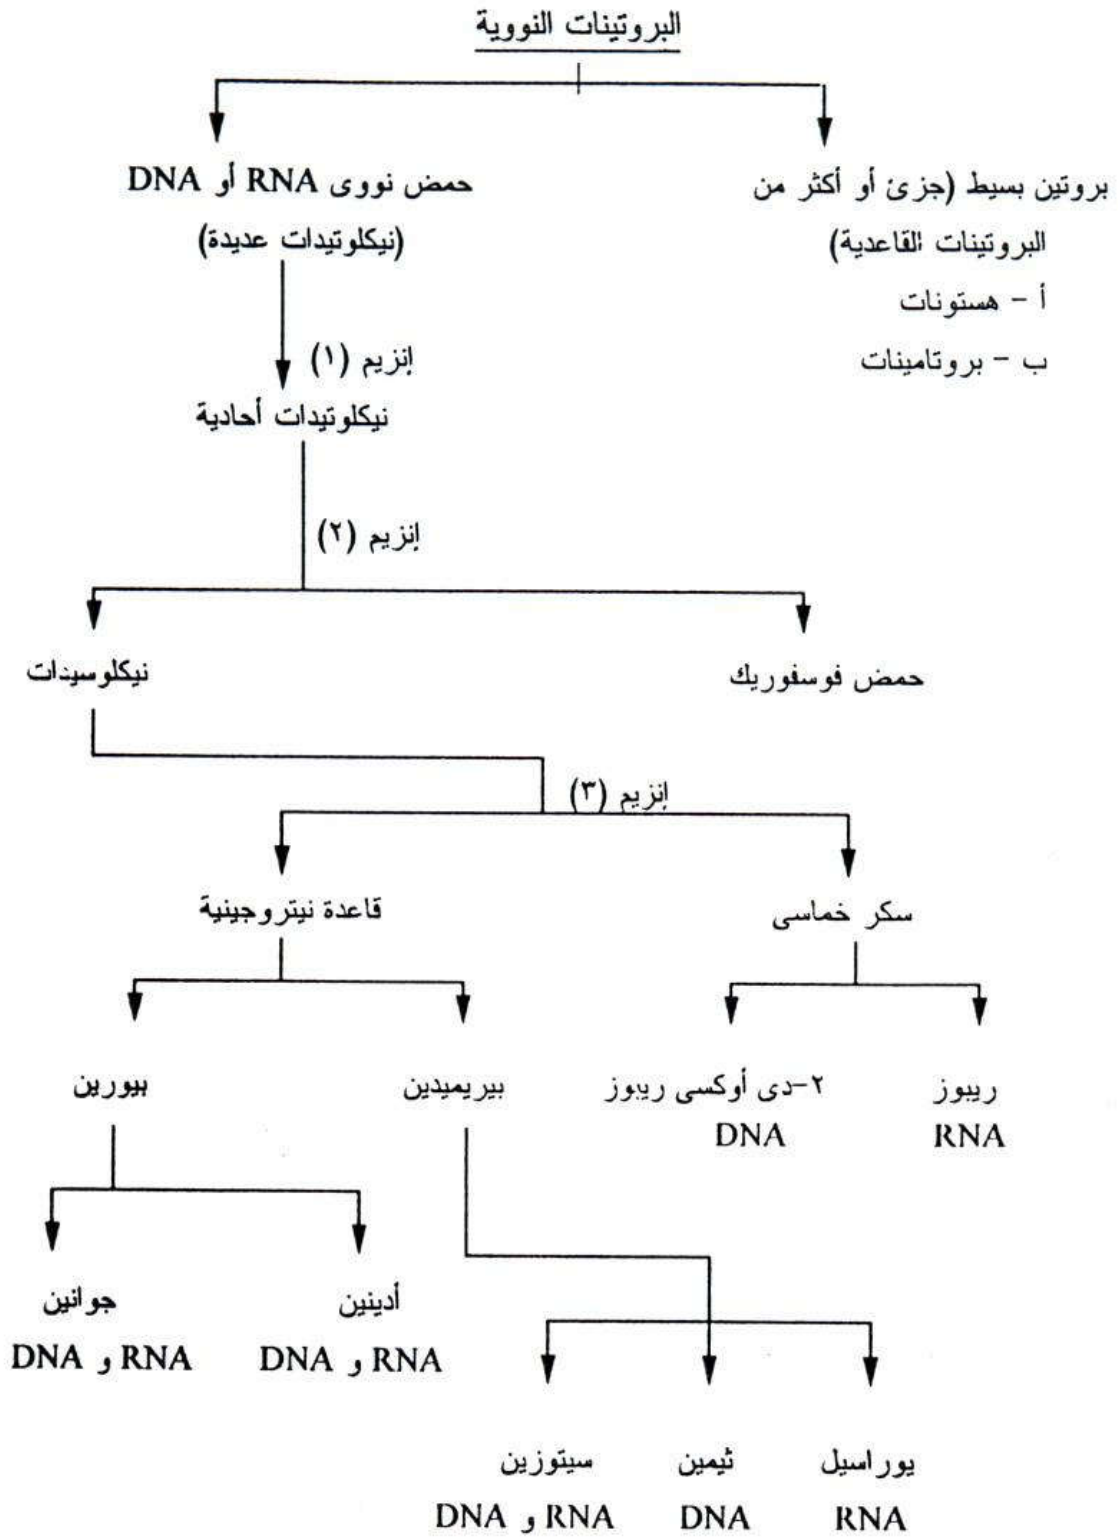 البروتينات النووية
بروتين بسيط (جزئ أو أكثر من
البروتينات القاعدية)
أ - هستونات
ب - بروتامينات
حمض نووى RNA أو DNA
(نيكلوتيدات عديدة)
إنزيم (١)
نيكلوتيدات أحادية
إنزيم (٢)
حمض فوسفوريك
نيكلوسيدات
إنزيم (٣)
سكر خماسى
قاعدة نيتروجينية
ريبوز
RNA
٢-دى أوكسى ريبوز
DNA
بيريميدين
بيورين
أدينين
RNA و DNA
جوانين
RNA و DNA
يوراسيل
RNA
ثيمين
DNA
سيتوزين
RNA و DNA